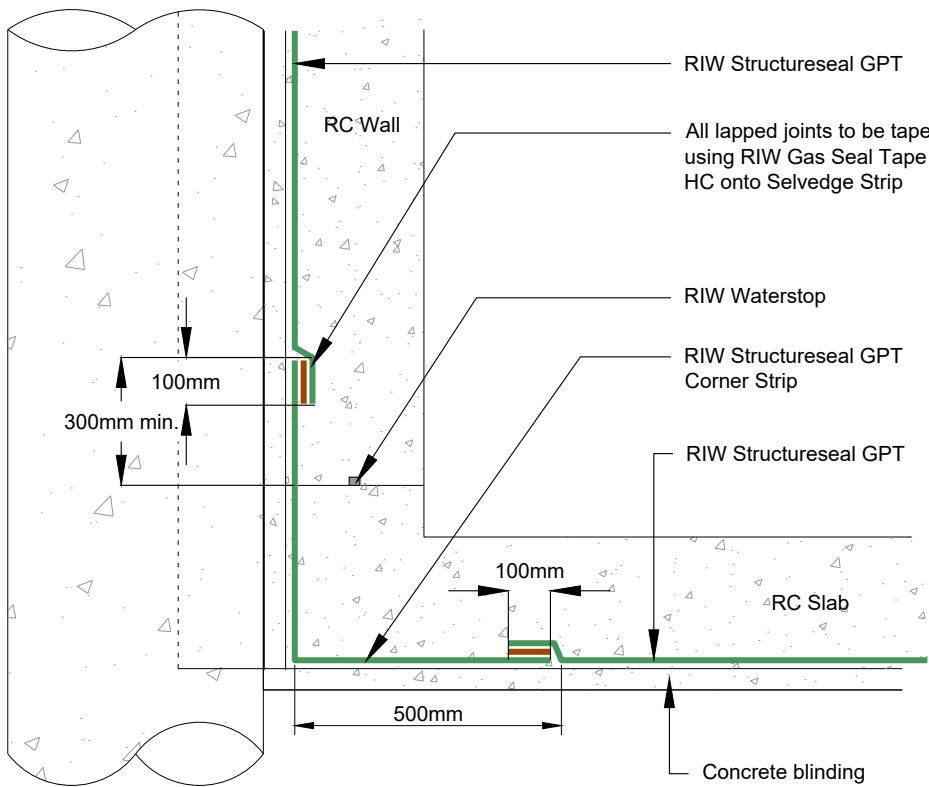 RIW Structureseal GPT
RC Wall
All lapped joints to be tape
using RIW Gas Seal Tape
HC onto Selvedge Strip
RIW Waterstop
RIW Structureseal GPT
Corner Strip
100mm
300mm min.
RIW Structureseal GPT
100mm
RC Slab
500mm
Concrete blinding